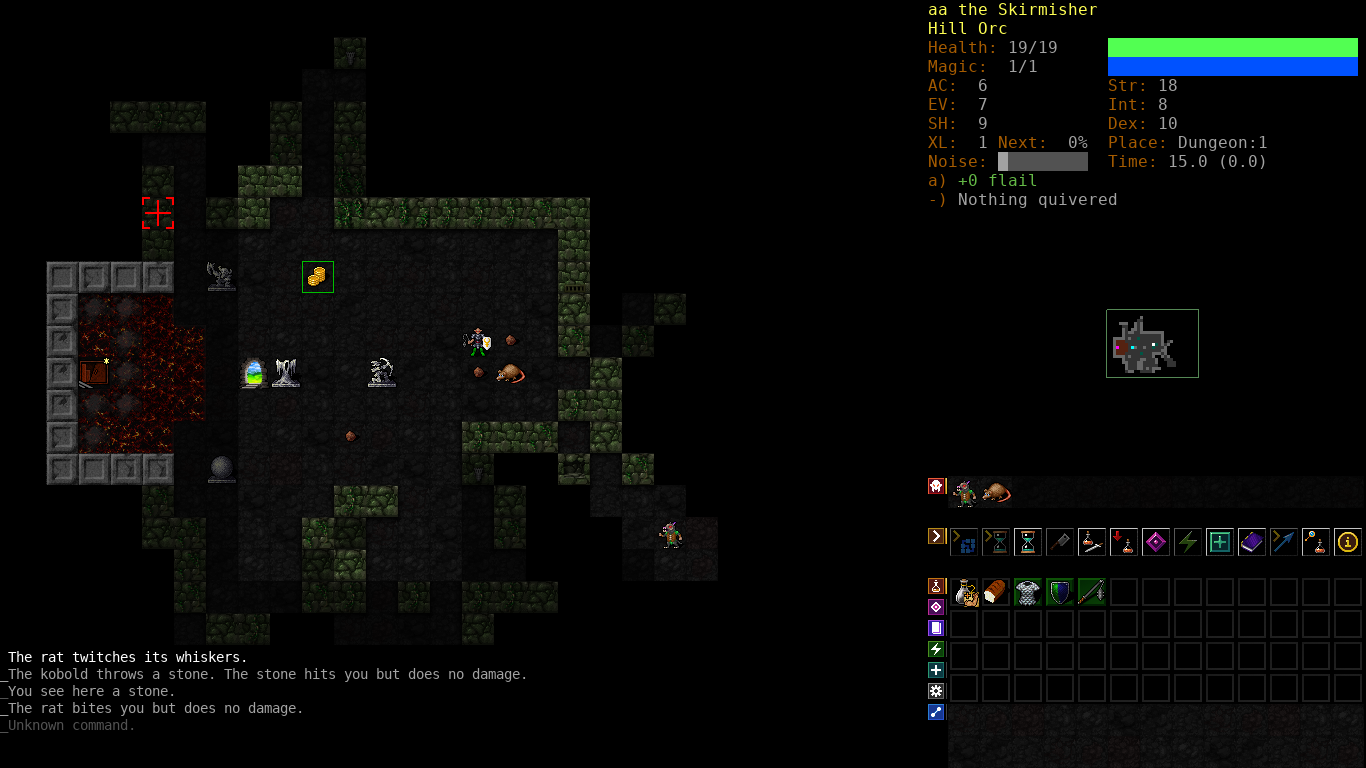 aa the Skirmisher
Hill Orc
Health: 19/19
Magic: 1/1
AC: 6 Str: 18
EV: 7 Int: 8
SH: 9 Dex: 10
XL: 1 Next: 0% Place: Dungeon:1
Noise: Time: 15.0 (0.0)
a) +0 flail
-) Nothing quivered
The rat twitches its whiskers.
_The kobold throws a stone. The stone hits you but does no damage.
_You see here a stone.
_The rat bites you but does no damage.
_Unknown command.